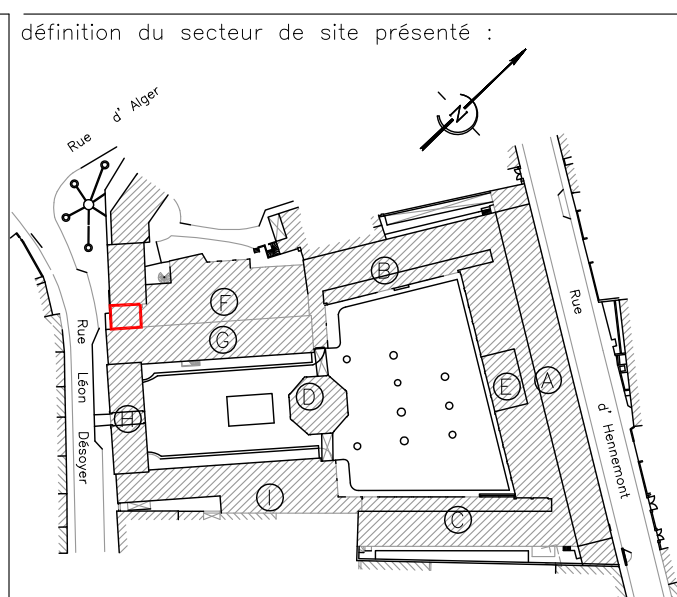 définition du secteur de site présenté :
Rue d' Alger
N
B
F
G
Rue
E
A
D
Rue Léon Désoyer
H
d' Hennemont
I
C